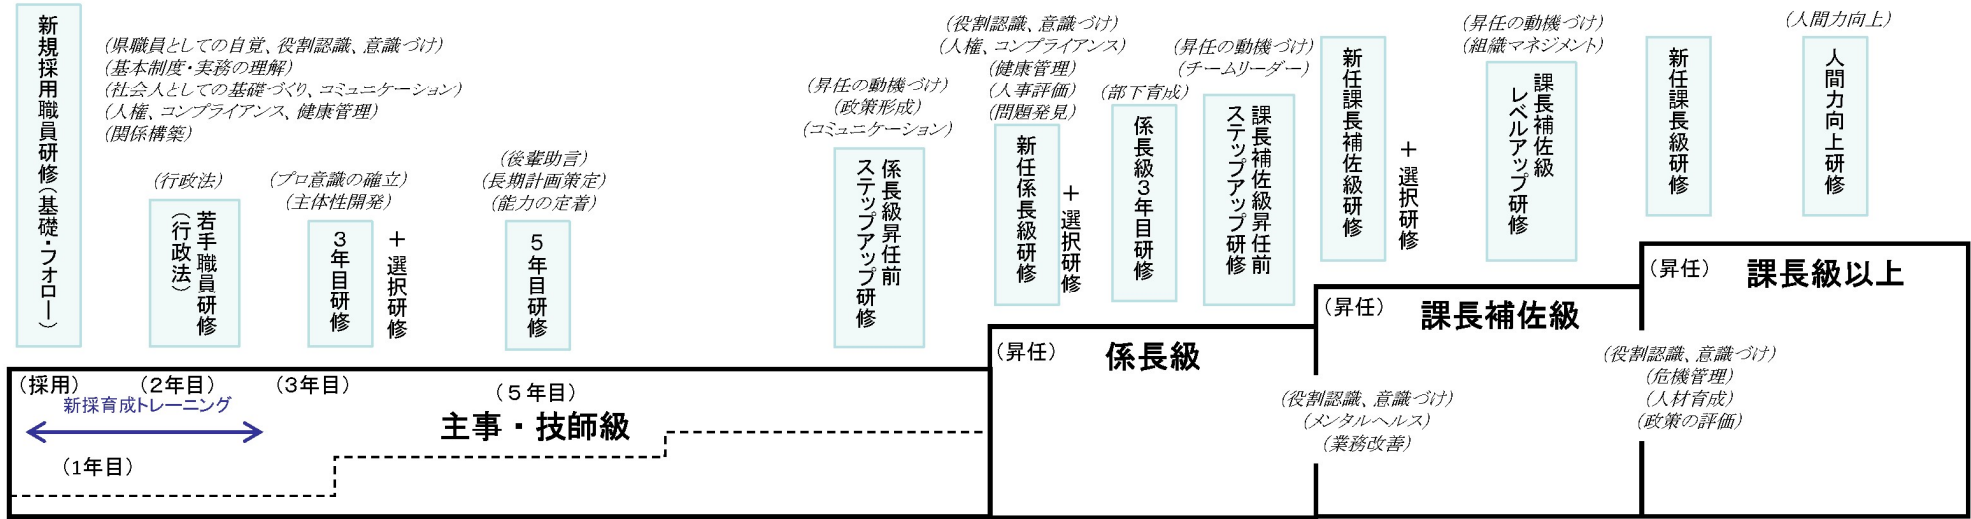 新規採用職員研修（基礎・フォロー）
（県職員としての自覚、役割認識、意識づけ）
（基本制度・実務の理解）
（社会人としての基礎づくり、コミュニケーション）
（人権、コンプライアンス、健康管理）
（関係構築）
（行政法）
若手職員研修
（行政法）
（プロ意識の確立）
（主体性開発）
３年目研修
＋選択研修
（後輩助言）
（長期計画策定）
（能力の定着）
５年目研修
（昇任の動機づけ）
（政策形成）
（コミュニケーション）
係長級昇任前
ステップアップ研修
（役割認識、意識づけ）
（人権、コンプライアンス）
（健康管理）
（人事評価）
（問題発見）
新任係長級研修
＋選択研修
（部下育成）
係長級３年目研修
（昇任の動機づけ）
（チームリーダー）
課長補佐級昇任前
ステップアップ研修
新任課長補佐級研修
＋選択研修
（昇任の動機づけ）
（組織マネジメント）
課長補佐級
レベルアップ研修
新任課長級研修
（人間力向上）
人間力向上研修
（採用）
（2年目）
（3年目）
（５年目）
新採育成トレーニング
（1年目）
主事・技師級
（昇任）
係長級
（昇任）
課長補佐級
（役割認識、意識づけ）
（メンタルヘルス）
（業務改善）
（昇任）
課長級以上
（役割認識、意識づけ）
（危機管理）
（人材育成）
（政策の評価）